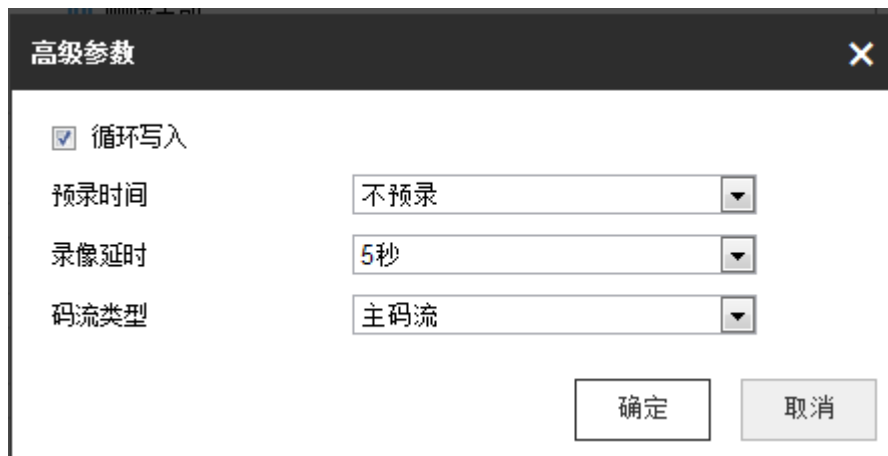 高级参数
循环写入
预录时间 不预录
录像延时 5秒
码流类型 主码流
确定 取消